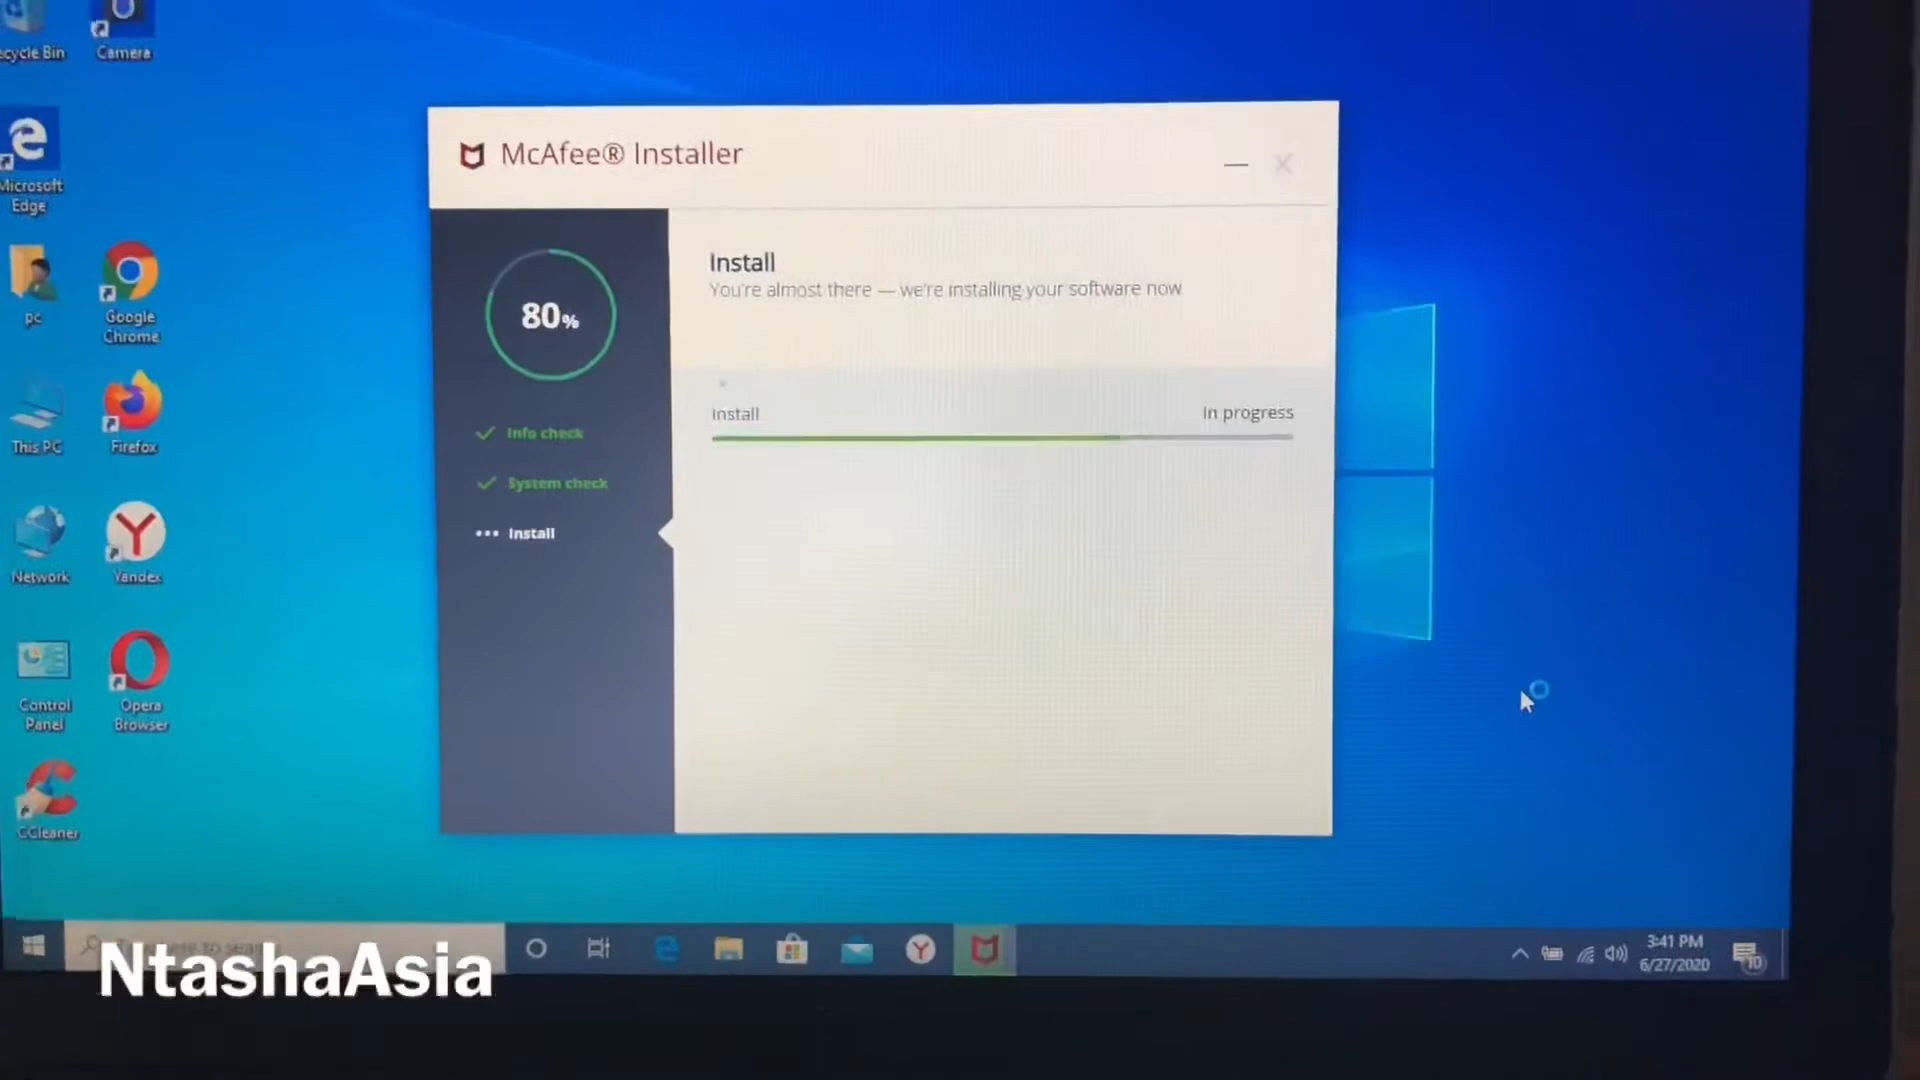 ecycle Bin
Camera
Microsoft
Edge
pc
Google
Chrome
This PC
Firefox
Network
Yandex
Control
Panel
Opera
Browser
CCleaner
McAfee® Installer
80%
Info check
System check
Install
Install
You're almost there — we're installing your software now
Install
In progress
NtashaAsia
3:41 PM
6/27/2020
10